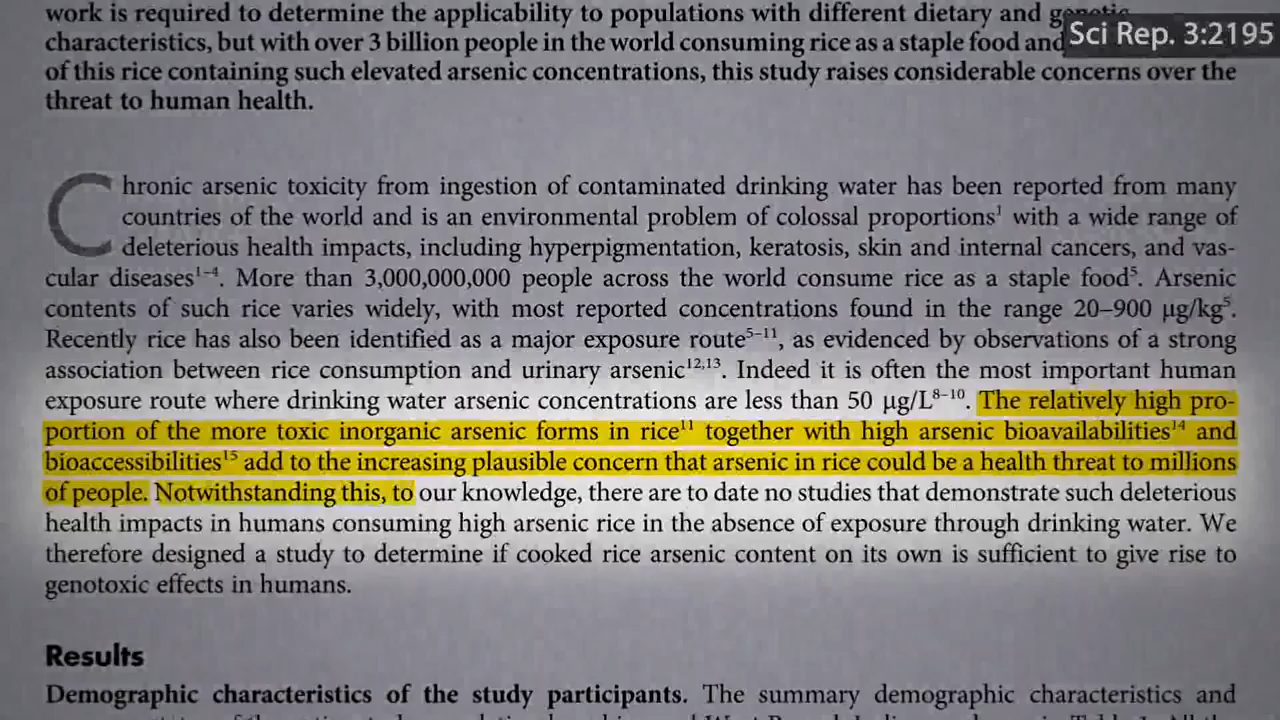 work is required to determine the applicability to populations with different dietary and genetic
Sci Rep. 3:2195
characteristics, but with over 3 billion people in the world consuming rice as a staple food and
of this rice containing such elevated arsenic concentrations, this study raises considerable concerns over the
threat to human health.
Chronic arsenic toxicity from ingestion of contaminated drinking water has been reported from many
countries of the world and is an environmental problem of colossal proportions¹ with a wide range of
deleterious health impacts, including hyperpigmentation, keratosis, skin and internal cancers, and vas-
cular diseases¹⁻⁴. More than 3,000,000,000 people across the world consume rice as a staple food⁵. Arsenic
contents of such rice varies widely, with most reported concentrations found in the range 20–900 µg/kg⁵.
Recently rice has also been identified as a major exposure route⁵⁻¹¹, as evidenced by observations of a strong
association between rice consumption and urinary arsenic¹²,¹³. Indeed it is often the most important human
exposure route where drinking water arsenic concentrations are less than 50 µg/L⁸⁻¹⁰. The relatively high pro-
portion of the more toxic inorganic arsenic forms in rice¹¹ together with high arsenic bioavailabilities¹⁴ and
bioaccessibilities¹⁵ add to the increasing plausible concern that arsenic in rice could be a health threat to millions
of people. Notwithstanding this, to our knowledge, there are to date no studies that demonstrate such deleterious
health impacts in humans consuming high arsenic rice in the absence of exposure through drinking water. We
therefore designed a study to determine if cooked rice arsenic content on its own is sufficient to give rise to
genotoxic effects in humans.
Results
Demographic characteristics of the study participants. The summary demographic characteristics and